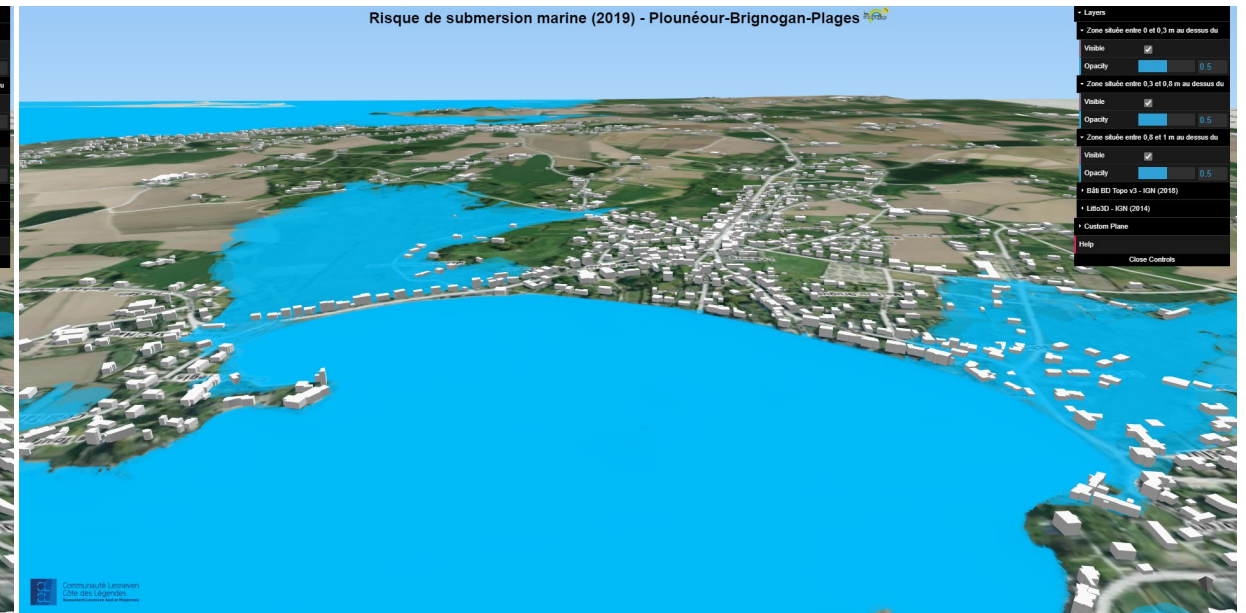 Risque de submersion marine (2019) - Plounéour-Brignogan-Plages
Layers
Zone située entre 0 et 0,3 m au dessus du
Visible
Opacity 0.5
Zone située entre 0,3 et 0,8 m au dessus du
Visible
Opacity 0.5
Zone située entre 0,8 et 1 m au dessus du
Visible
Opacity 0.5
Bâti BD Topo v3 - IGN (2018)
Litto3D - IGN (2014)
Custom Plane
Help
Close Controls
u
Communauté Lesneven
Côte des Légendes